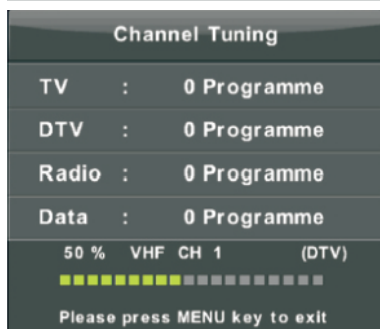 Channel Tuning
TV : 0 Programme
DTV : 0 Programme
Radio : 0 Programme
Data : 0 Programme
50 % VHF CH 1 (DTV)
Please press MENU key to exit